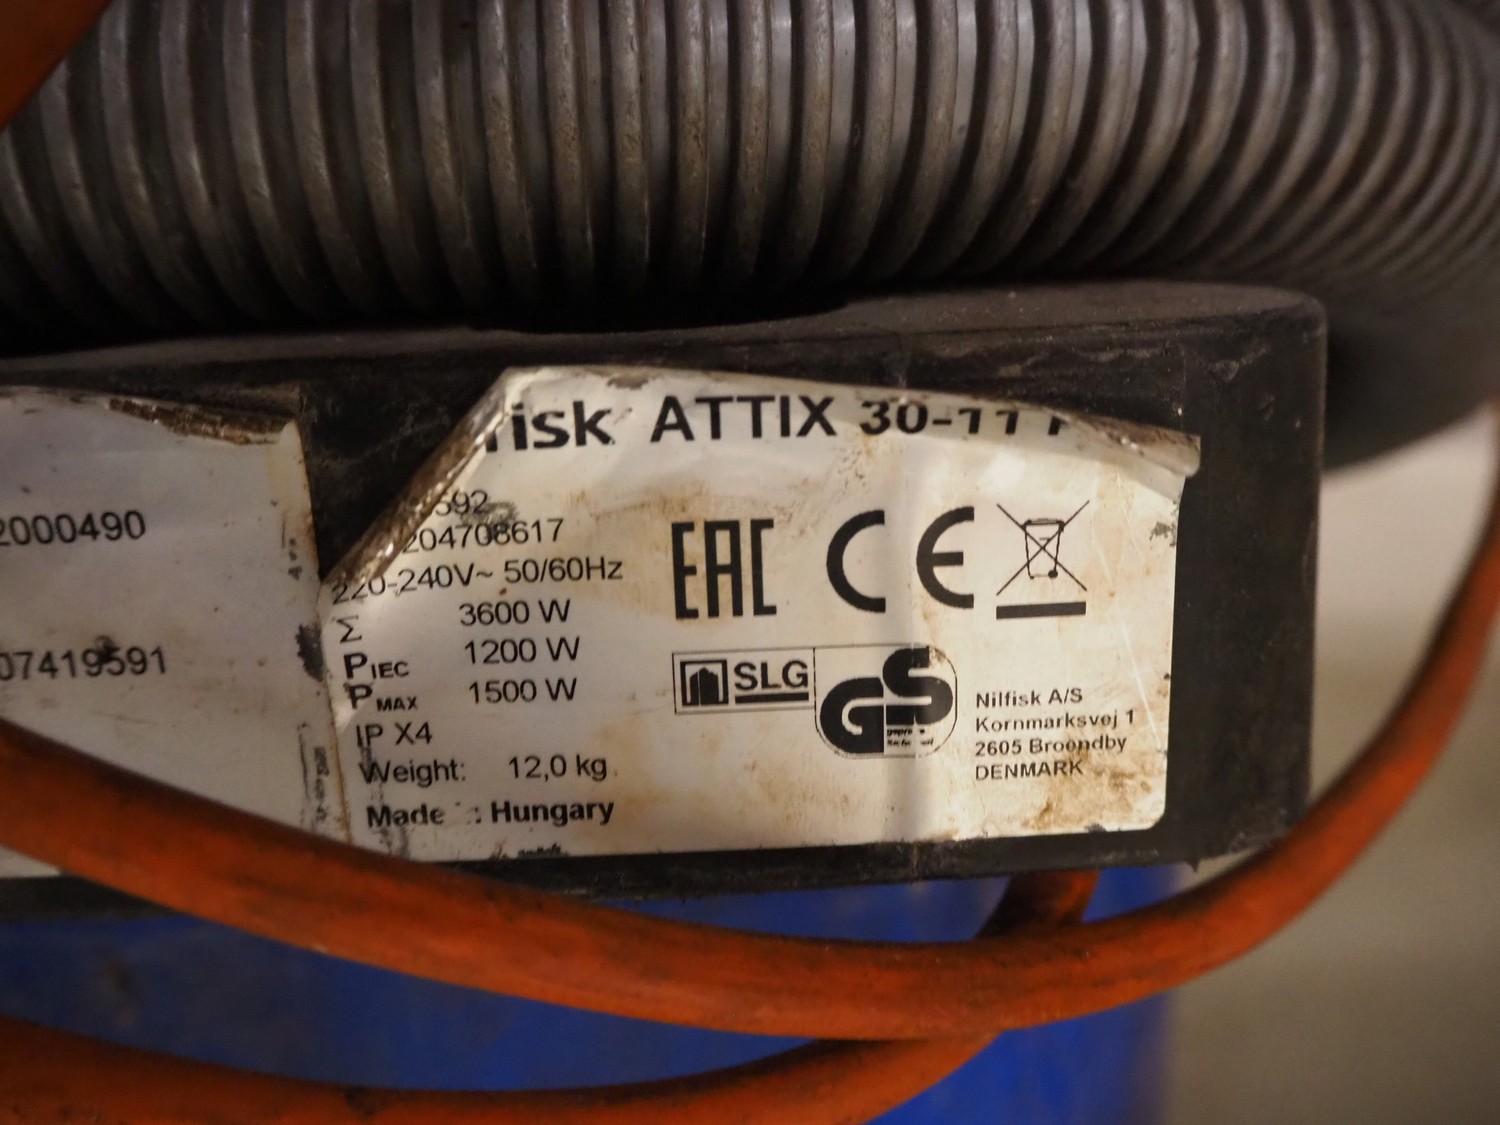 2000490
07419591
isk ATTIX 30-11
592
204708617
220-240V~ 50/60Hz
Σ 3600 W
PIEC 1200 W
PMAX 1500 W
IP X4
Weight: 12,0 kg
Made : Hungary
EAC CE
SLG
GS
Nilfisk A/S
Kornmarksvej 1
2605 Broendby
DENMARK